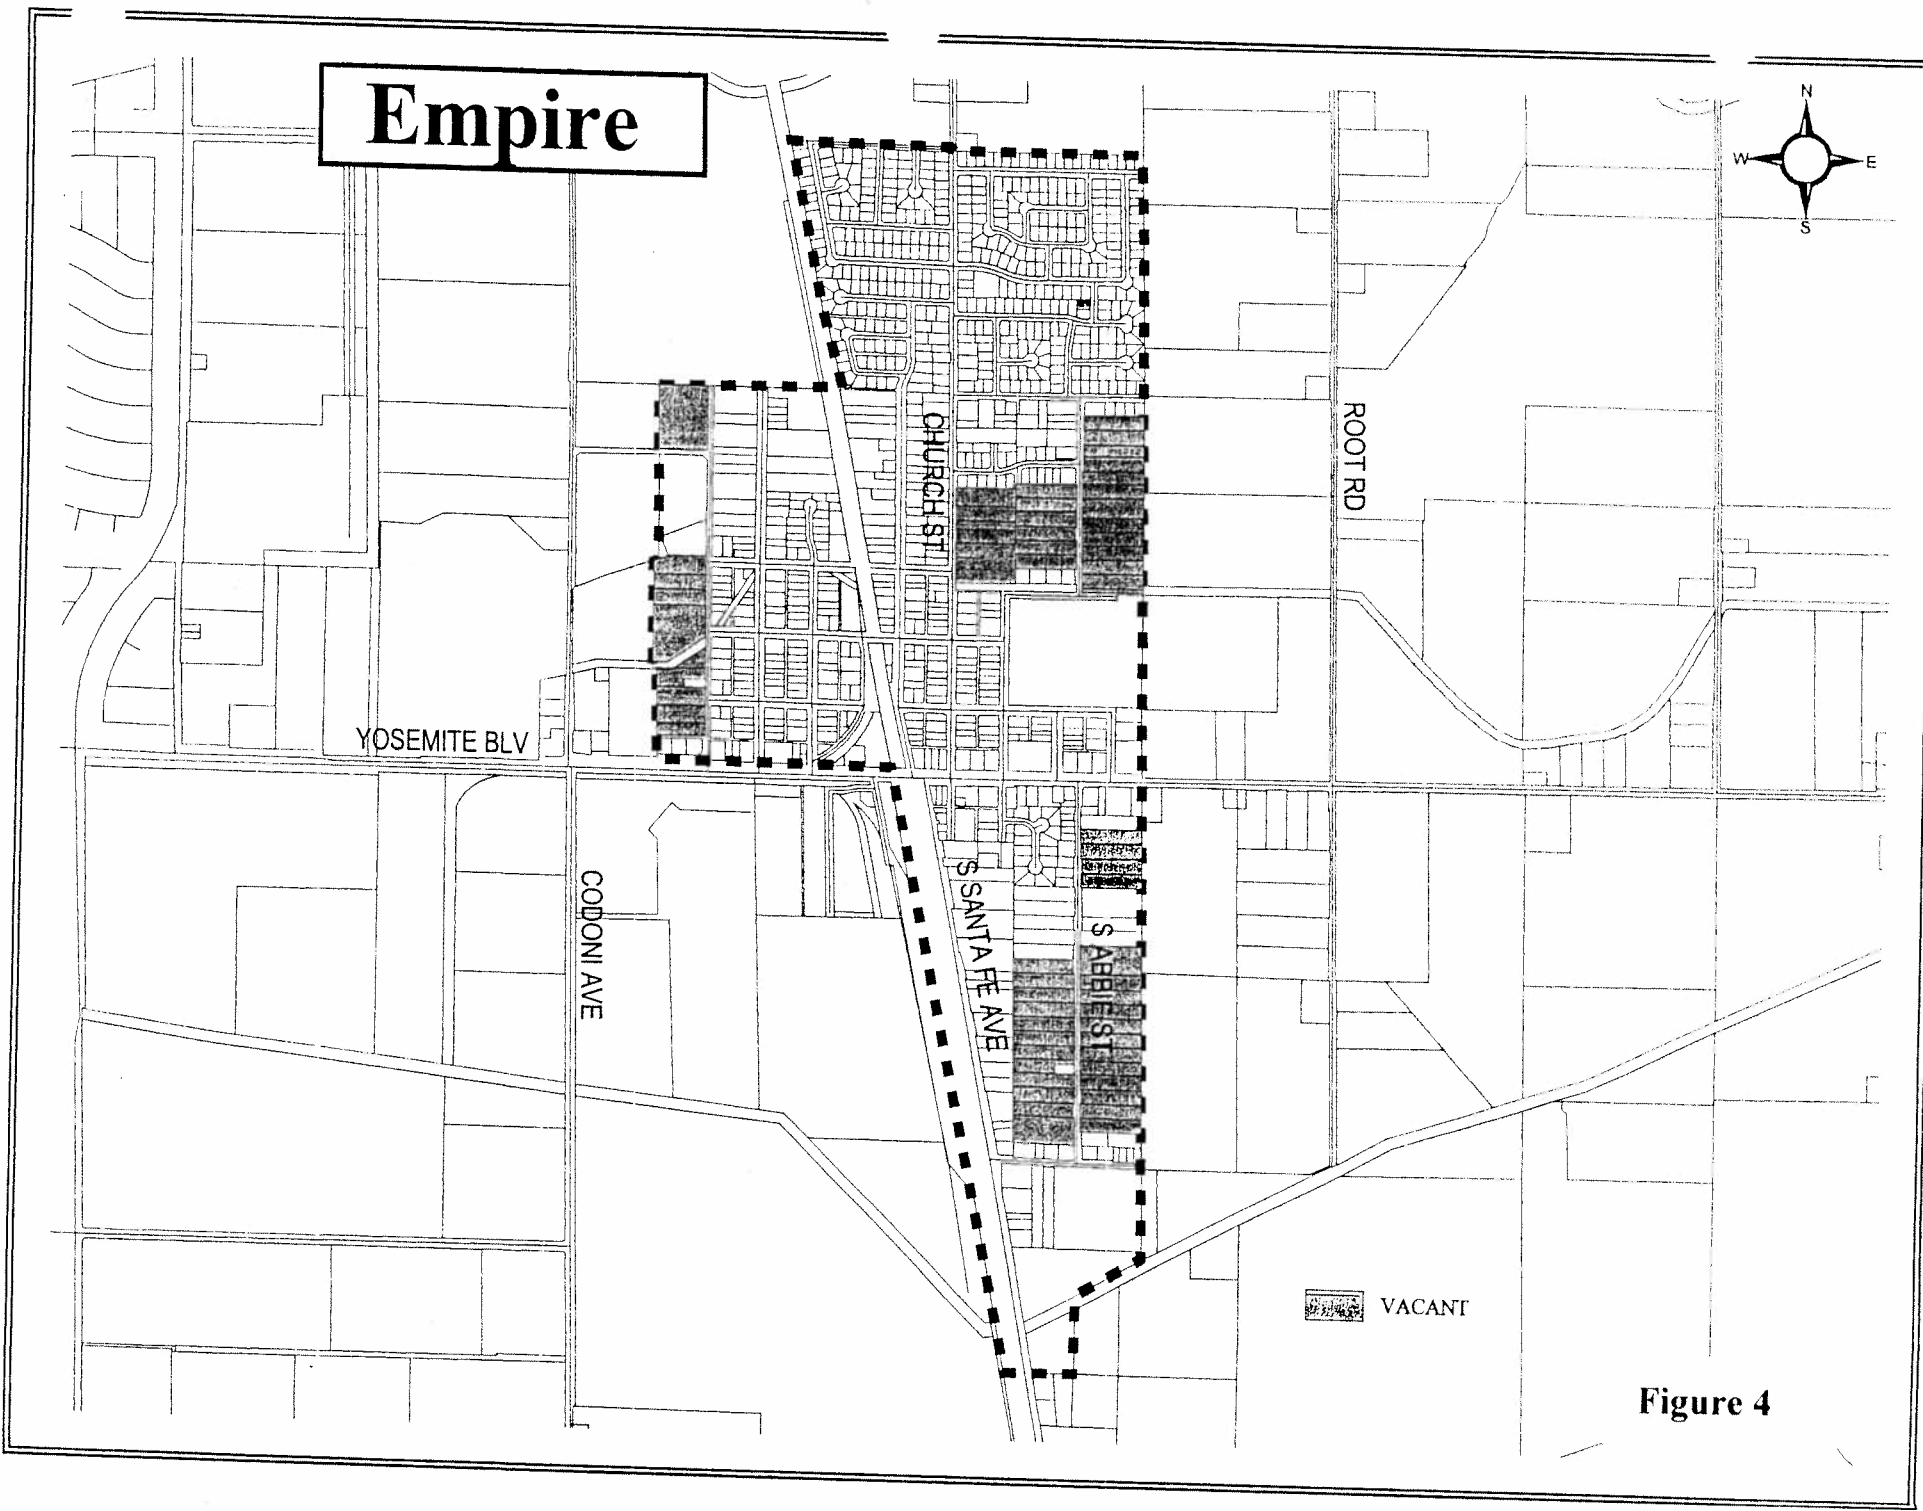 Empire
N
W E
S
CHURCH ST
ROOT RD
YOSEMITE BLV
CODONI AVE
S SANTA FE AVE
S ABBIE ST
VACANT
Figure 4